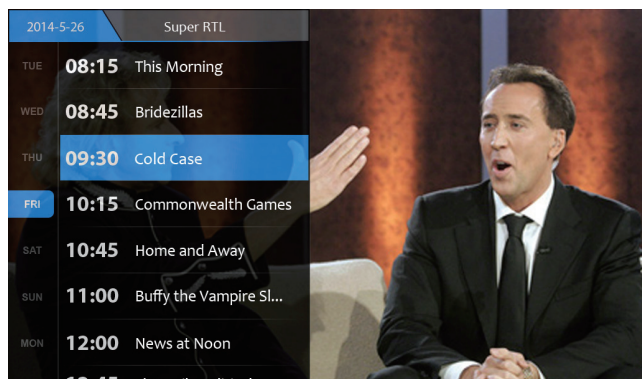 2014-5-26 Super RTL
TUE 08:15 This Morning
WED 08:45 Bridezillas
THU 09:30 Cold Case
FRI 10:15 Commonwealth Games
SAT 10:45 Home and Away
SUN 11:00 Buffy the Vampire Sl...
MON 12:00 News at Noon